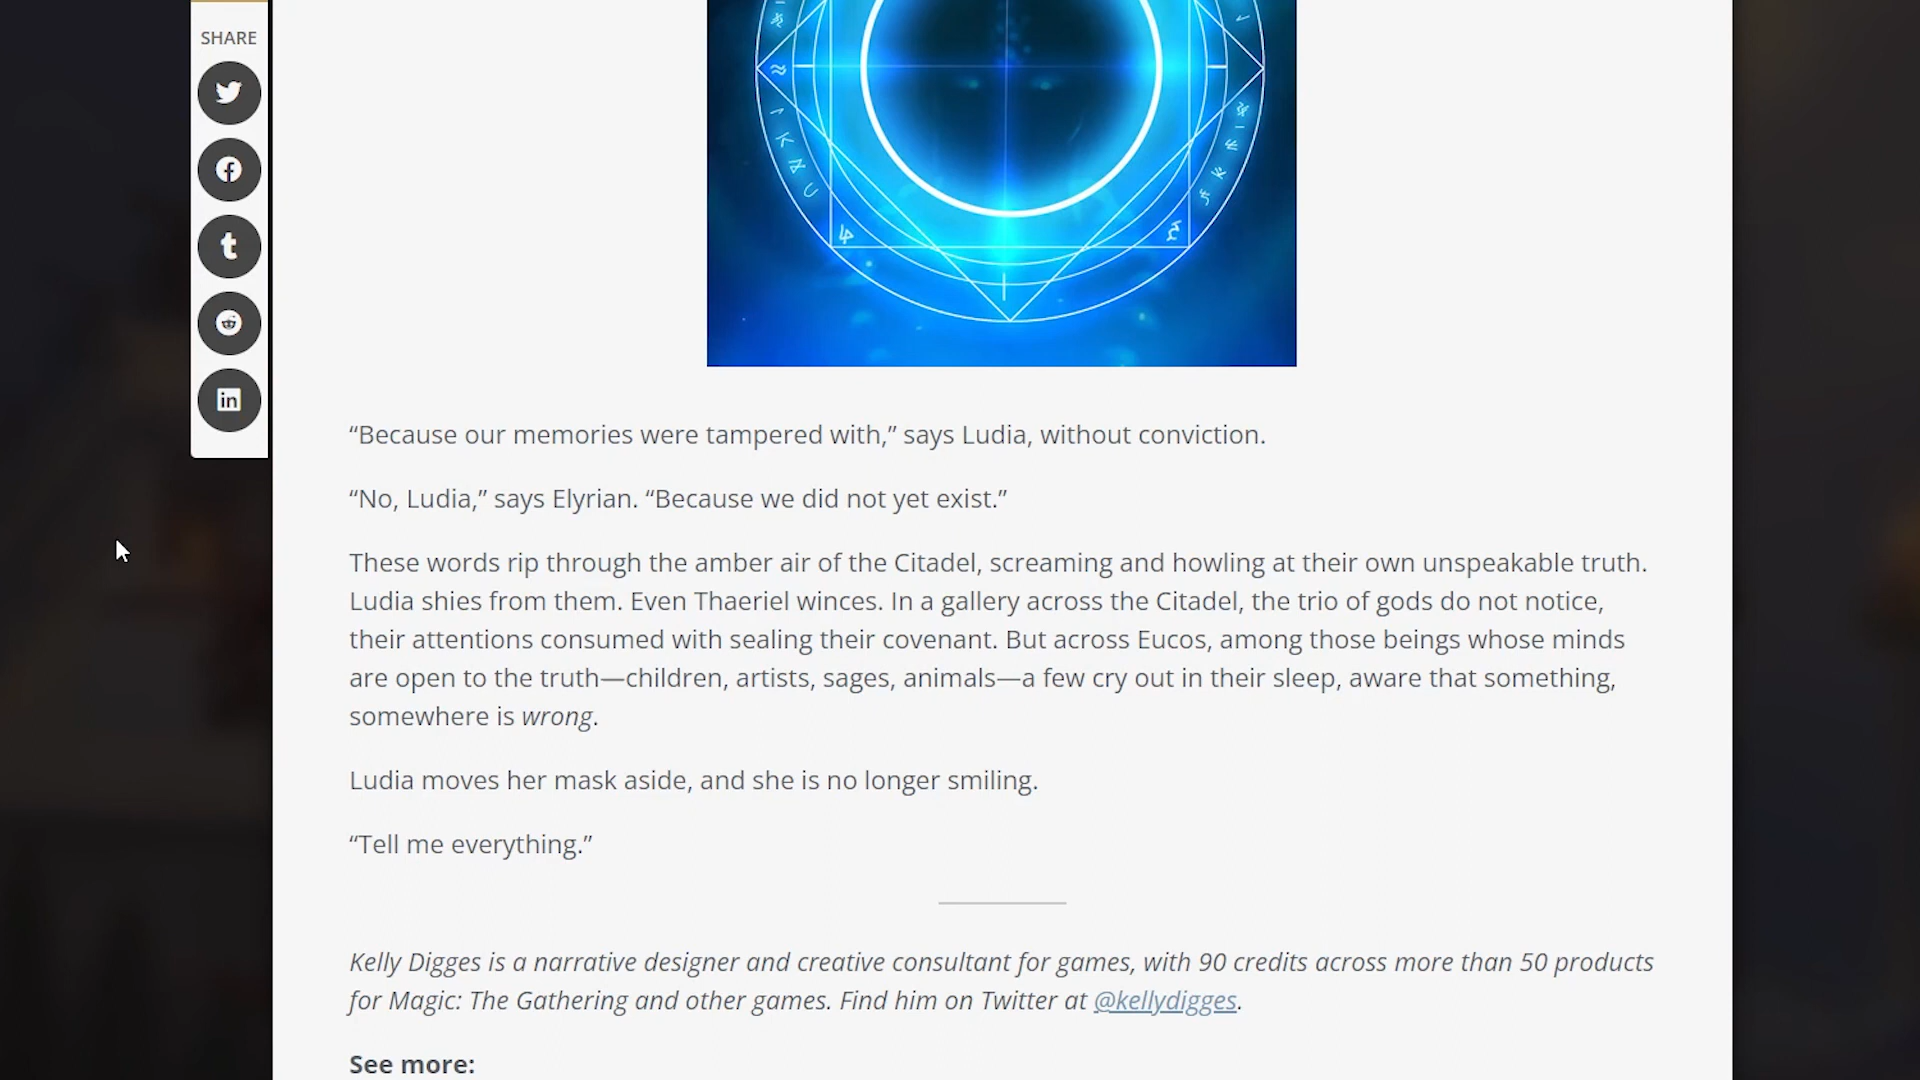 SHARE
“Because our memories were tampered with,” says Ludia, without conviction.
“No, Ludia,” says Elyrian. “Because we did not yet exist.”
These words rip through the amber air of the Citadel, screaming and howling at their own unspeakable truth.
Ludia shies from them. Even Thaeriel winces. In a gallery across the Citadel, the trio of gods do not notice,
their attentions consumed with sealing their covenant. But across Eucos, among those beings whose minds
are open to the truth—children, artists, sages, animals—a few cry out in their sleep, aware that something,
somewhere is wrong.
Ludia moves her mask aside, and she is no longer smiling.
“Tell me everything.”
Kelly Digges is a narrative designer and creative consultant for games, with 90 credits across more than 50 products
for Magic: The Gathering and other games. Find him on Twitter at @kellydigges.
See more: